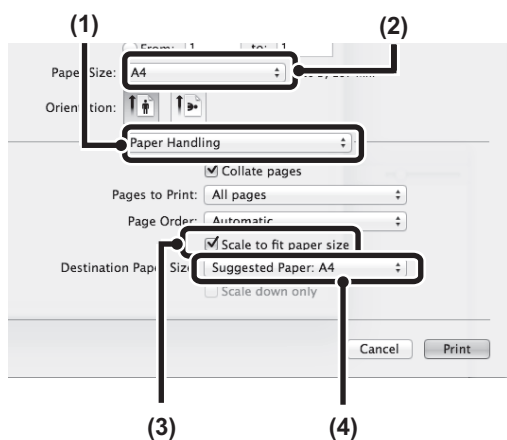 (1) (2)
From: 1 to: 1
Paper Size: A4
Orientation:
Paper Handling
Collate pages
Pages to Print: All pages
Page Order: Automatic
Scale to fit paper size
Destination Paper Size: Suggested Paper: A4
Scale down only
Cancel Print
(3) (4)